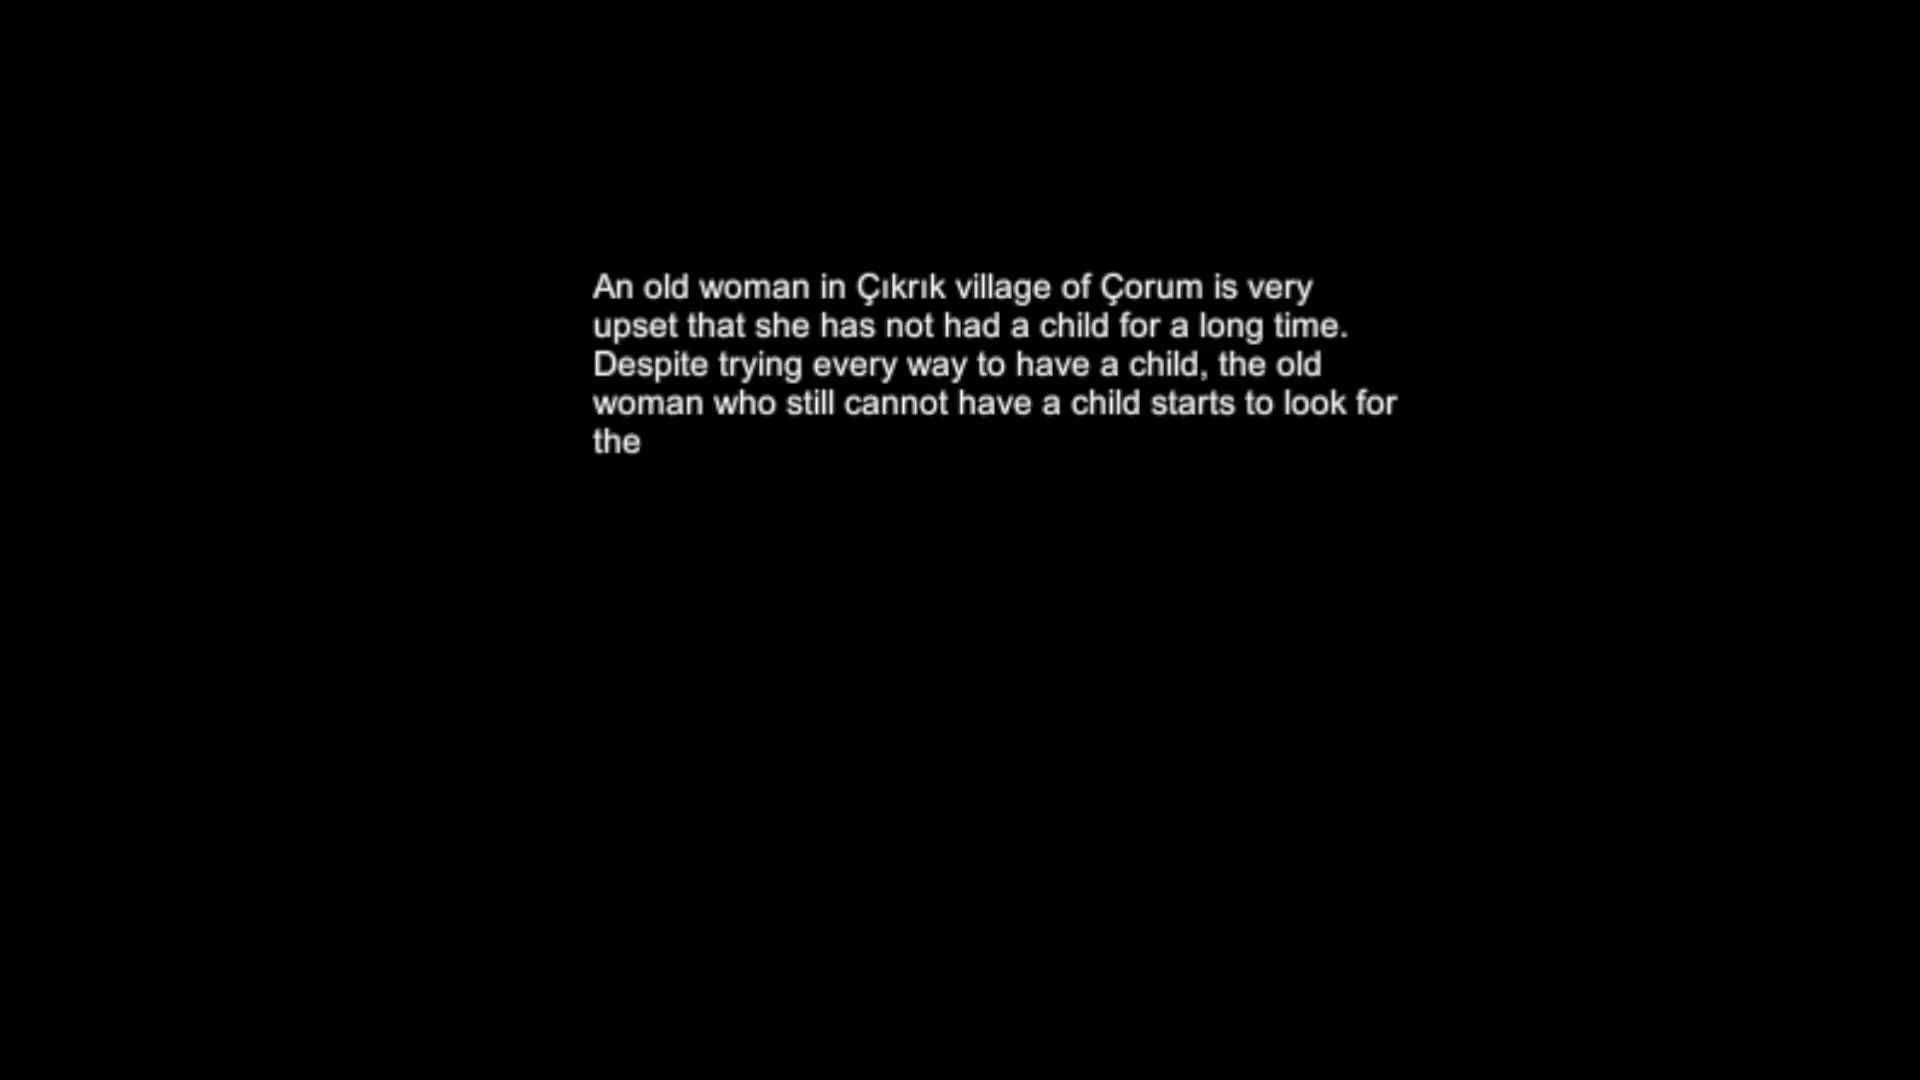 An old woman in Çıkrık village of Çorum is very
upset that she has not had a child for a long time.
Despite trying every way to have a child, the old
woman who still cannot have a child starts to look for
the